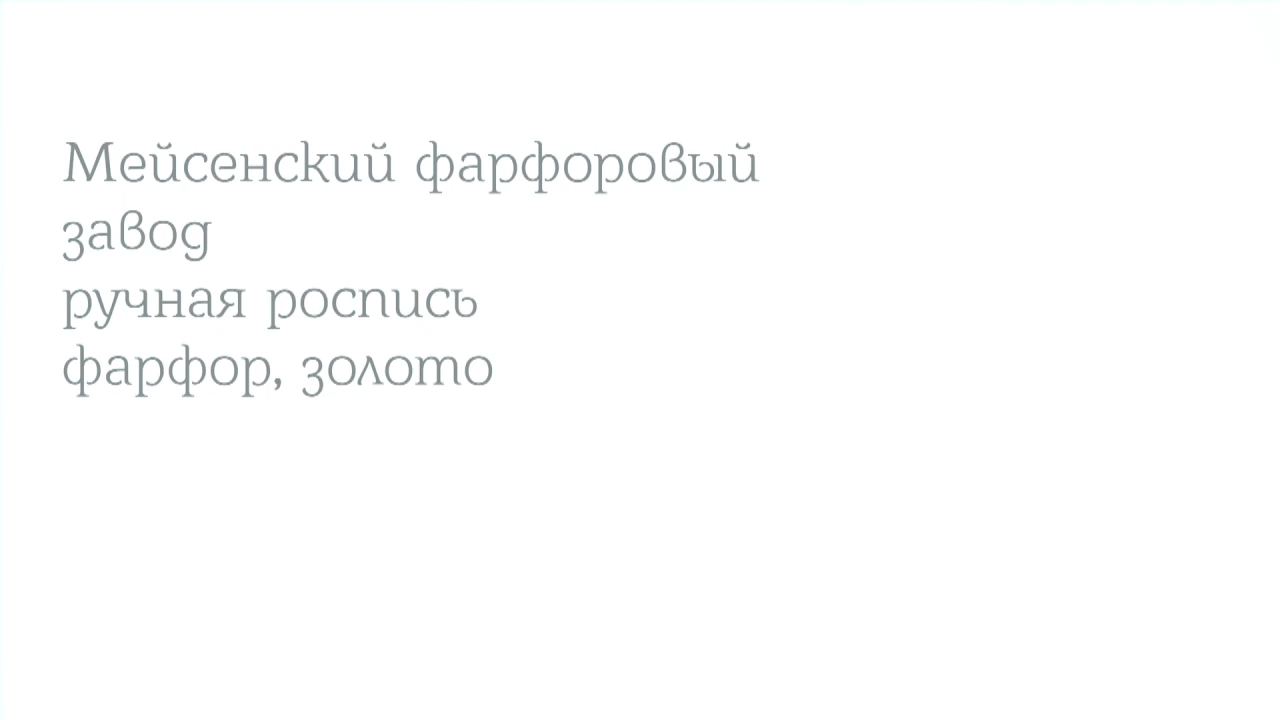 Мейсенский фарфоровый
завод
ручная роспись
фарфор, золото